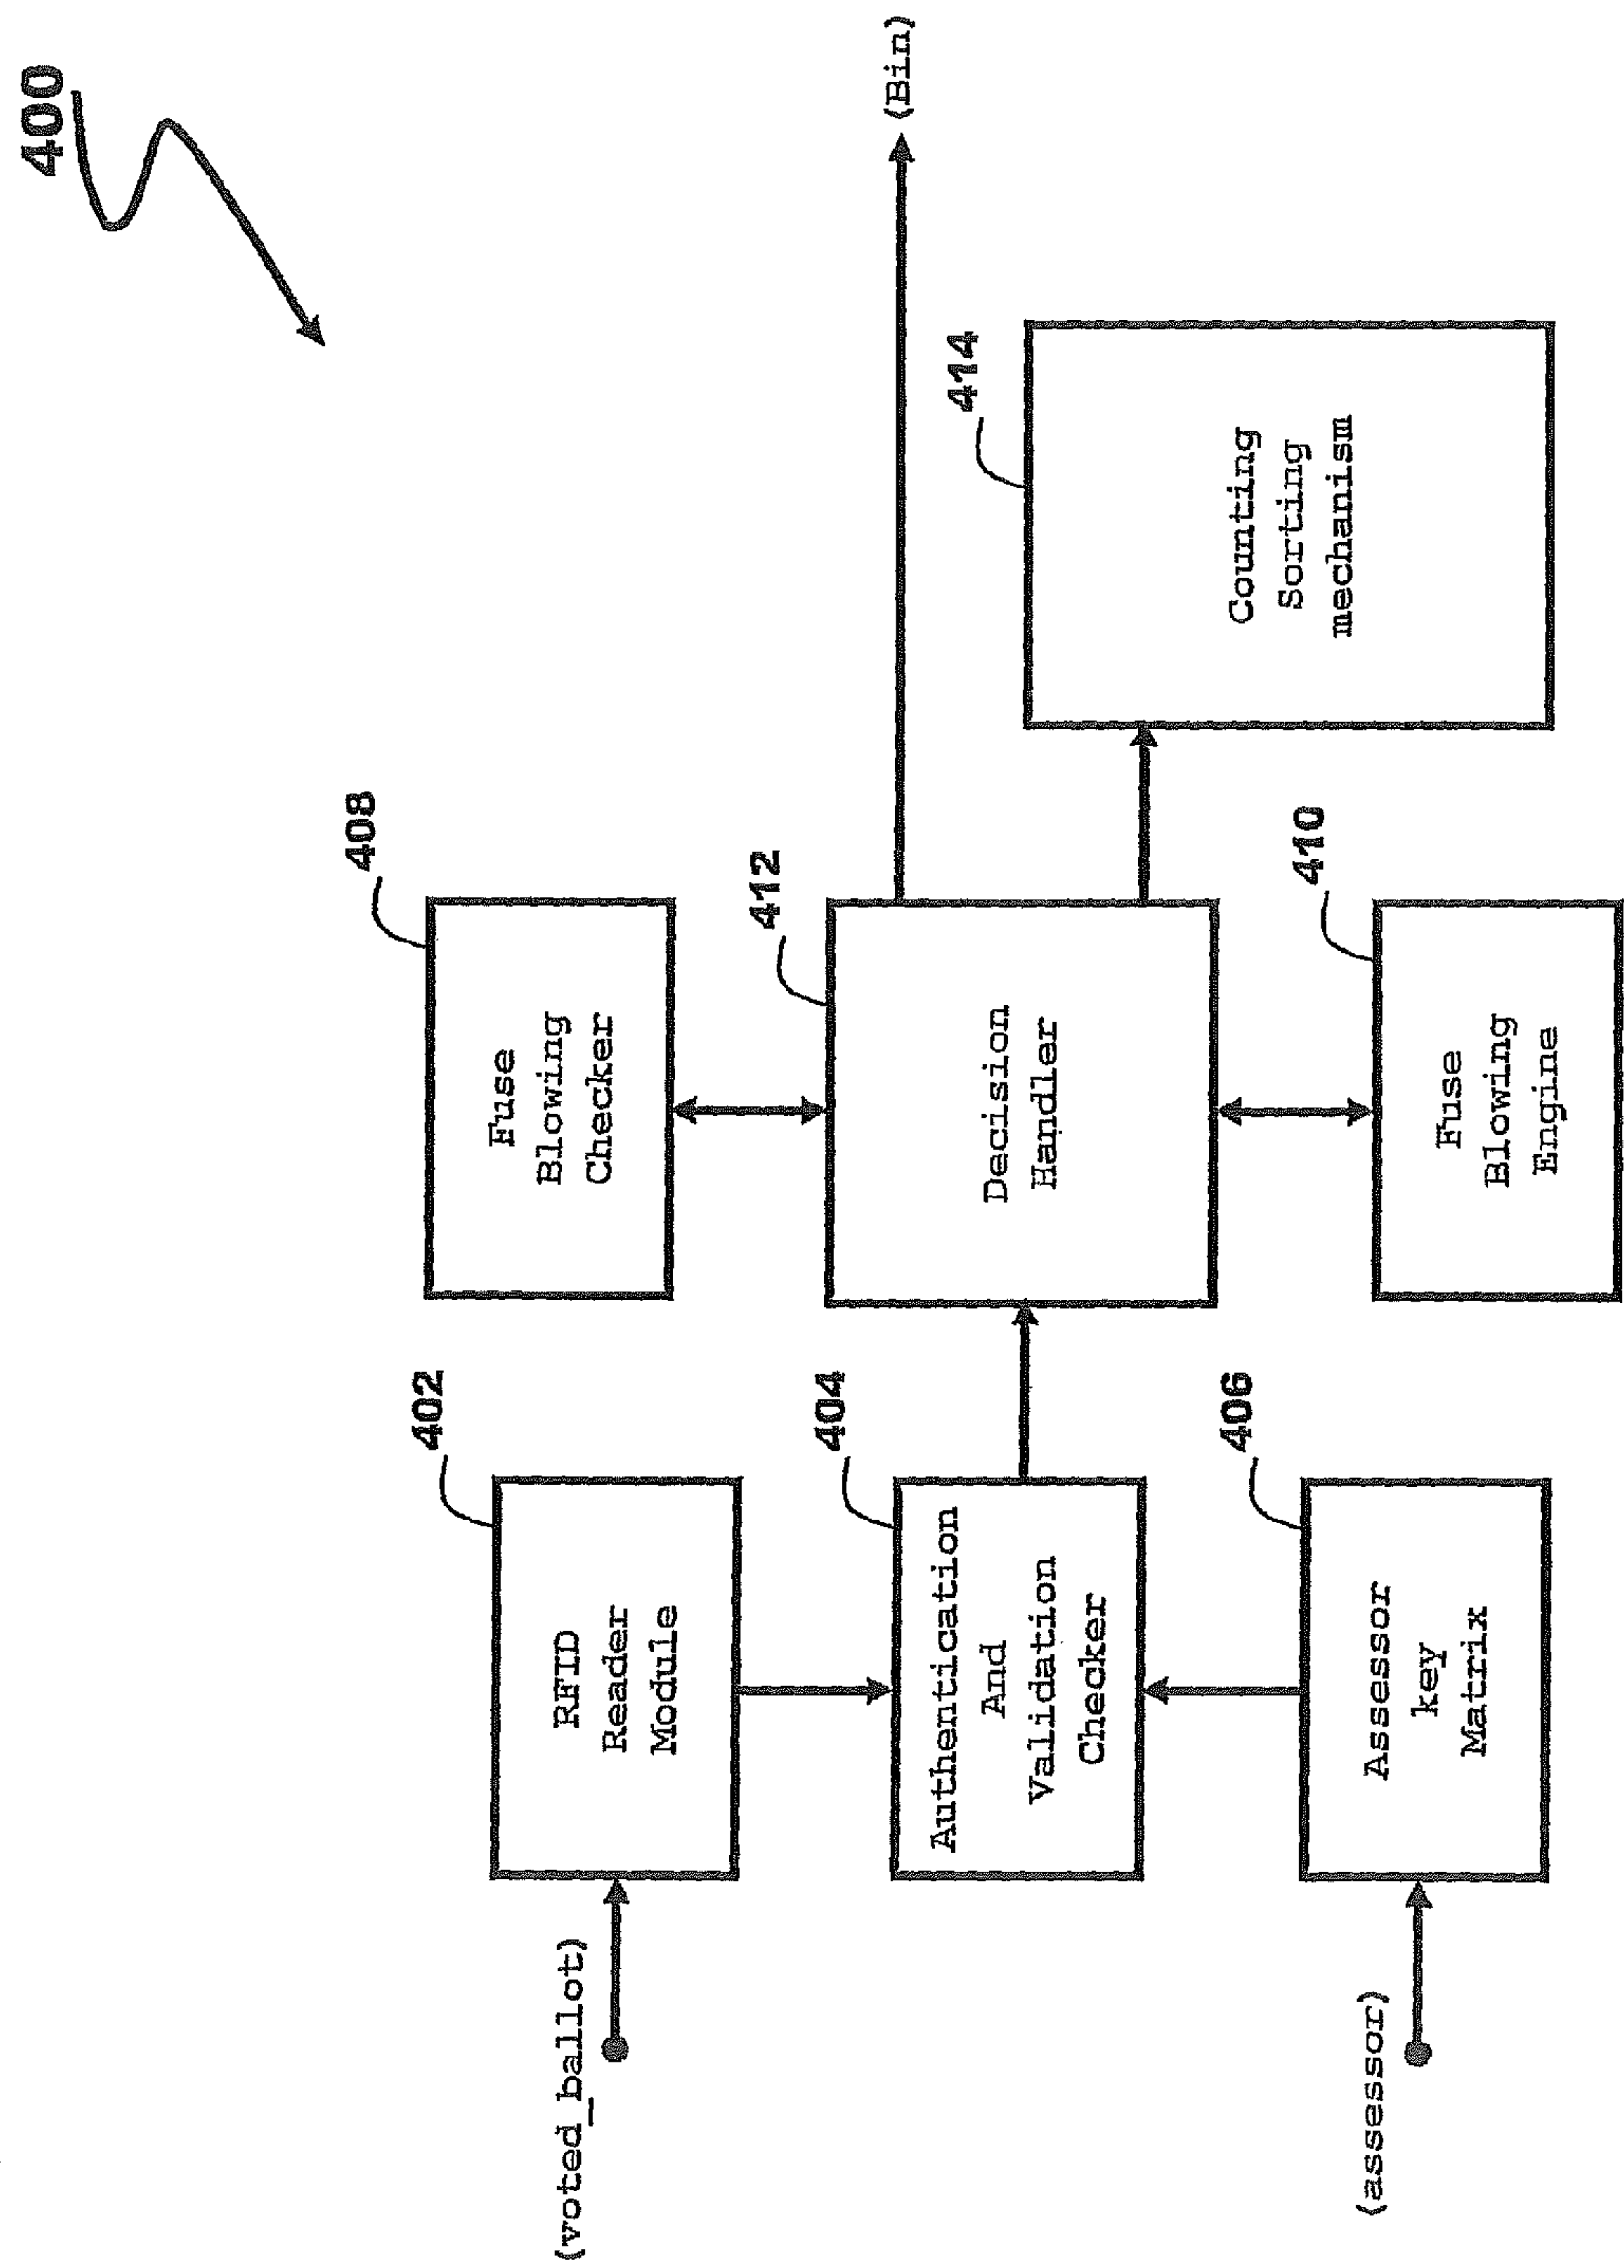 400
408
Fuse
Blowing
Checker
402
RFID
Reader
Module
(voted_ballot)
412
Decision
Handler
(Bin)
404
Authentication
And
Validation
Checker
414
Counting
Sorting
mechanism
406
Assessor
key
Matrix
(assessor)
410
Fuse
Blowing
Engine